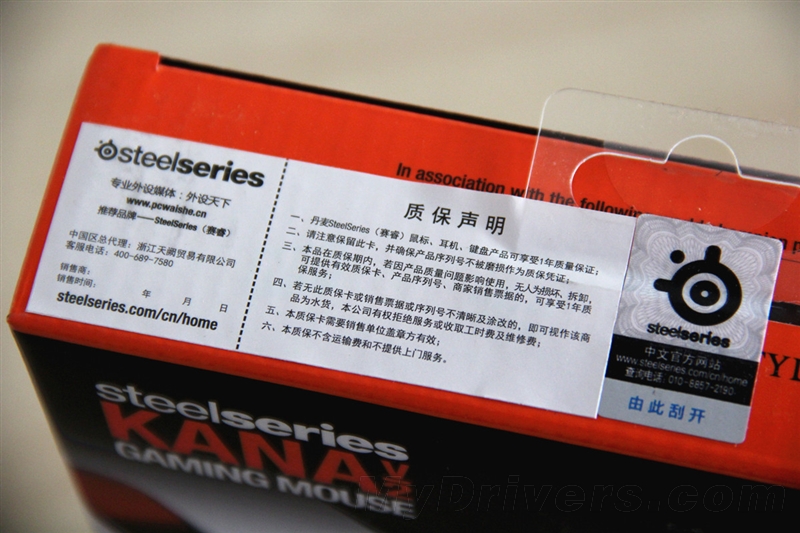 steelseries
专业外设媒体：外设天下
www.pcwaishe.cn
推荐品牌——SteelSeries（赛睿）
中国区总代理：浙江天阙贸易有限公司
客服电话：400-689-7580
销售商：
销售时间： 年 月 日
steelseries.com/cn/home
质保声明
一、丹麦SteelSeries（赛睿）鼠标、耳机、键盘产品可享受1年质量保证；
二、请注意保留此卡，并确保产品序列号不被磨损作为质保凭证；
三、本品在质保期内，若因产品质量问题影响使用，无人为损坏，拆卸，
可提供有效质保卡、产品序列号、商家销售票据的，可享受1年质
保服务；
四、若无此质保卡或销售票据或序列号不清晰及涂改的，即可视作该商
品为水货，本公司有权拒绝服务或收取工时费及维修费；
五、本质保卡需要销售单位盖章方有效；
六、本质保不含运输费和不提供上门服务。
In association with the following
steelseries
中文官方网站
www.steelseries.com/cn/home
查询电话：010-8857-2190
由此刮开
steelseries
KANA V2
GAMING MOUSE
MyDrivers.com